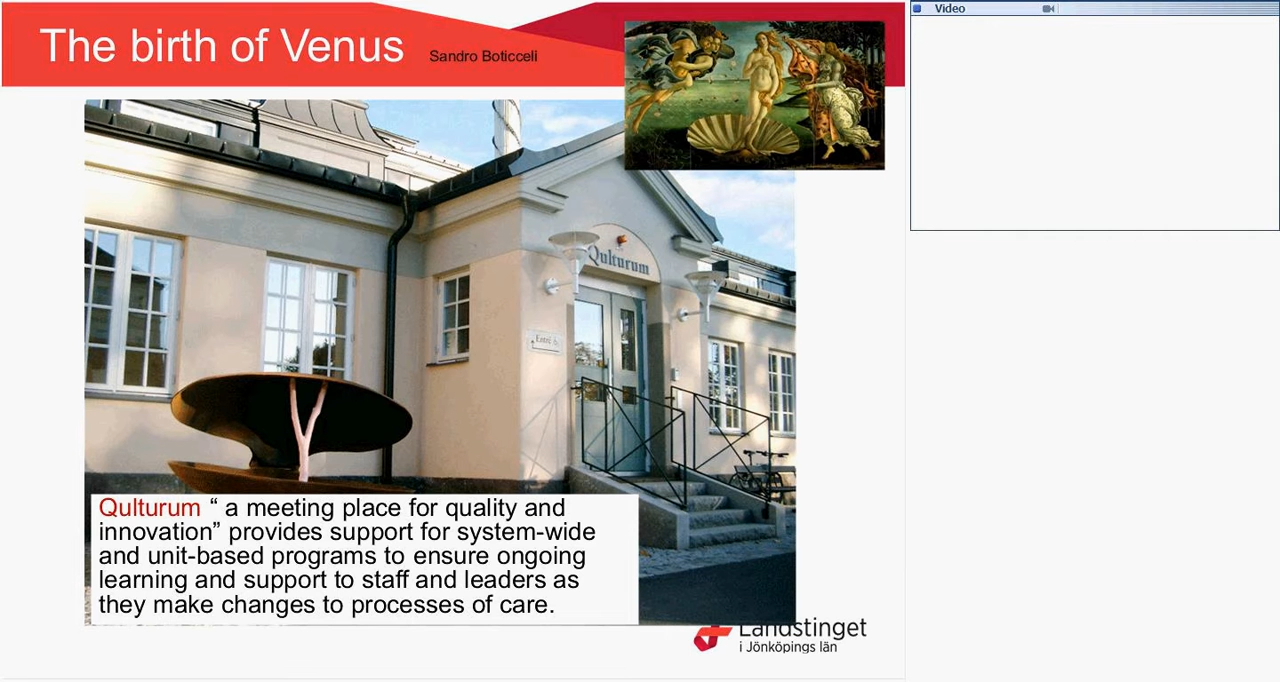 The birth of Venus
Sandro Boticceli
Video
Qulturum
Entré
Qulturum “ a meeting place for quality and
innovation” provides support for system-wide
and unit-based programs to ensure ongoing
learning and support to staff and leaders as
they make changes to processes of care.
Landstinget
i Jönköpings län